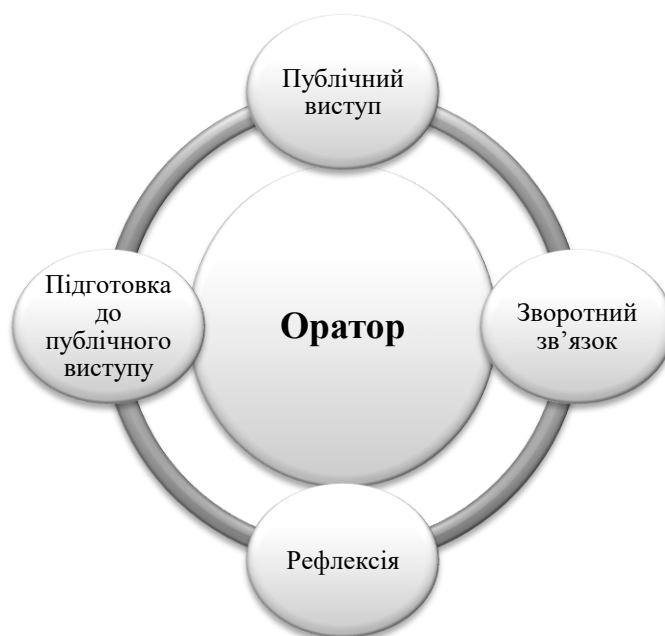 Публічний
виступ
Підготовка
до
публічного
виступу
Оратор
Зворотний
зв’язок
Рефлексія